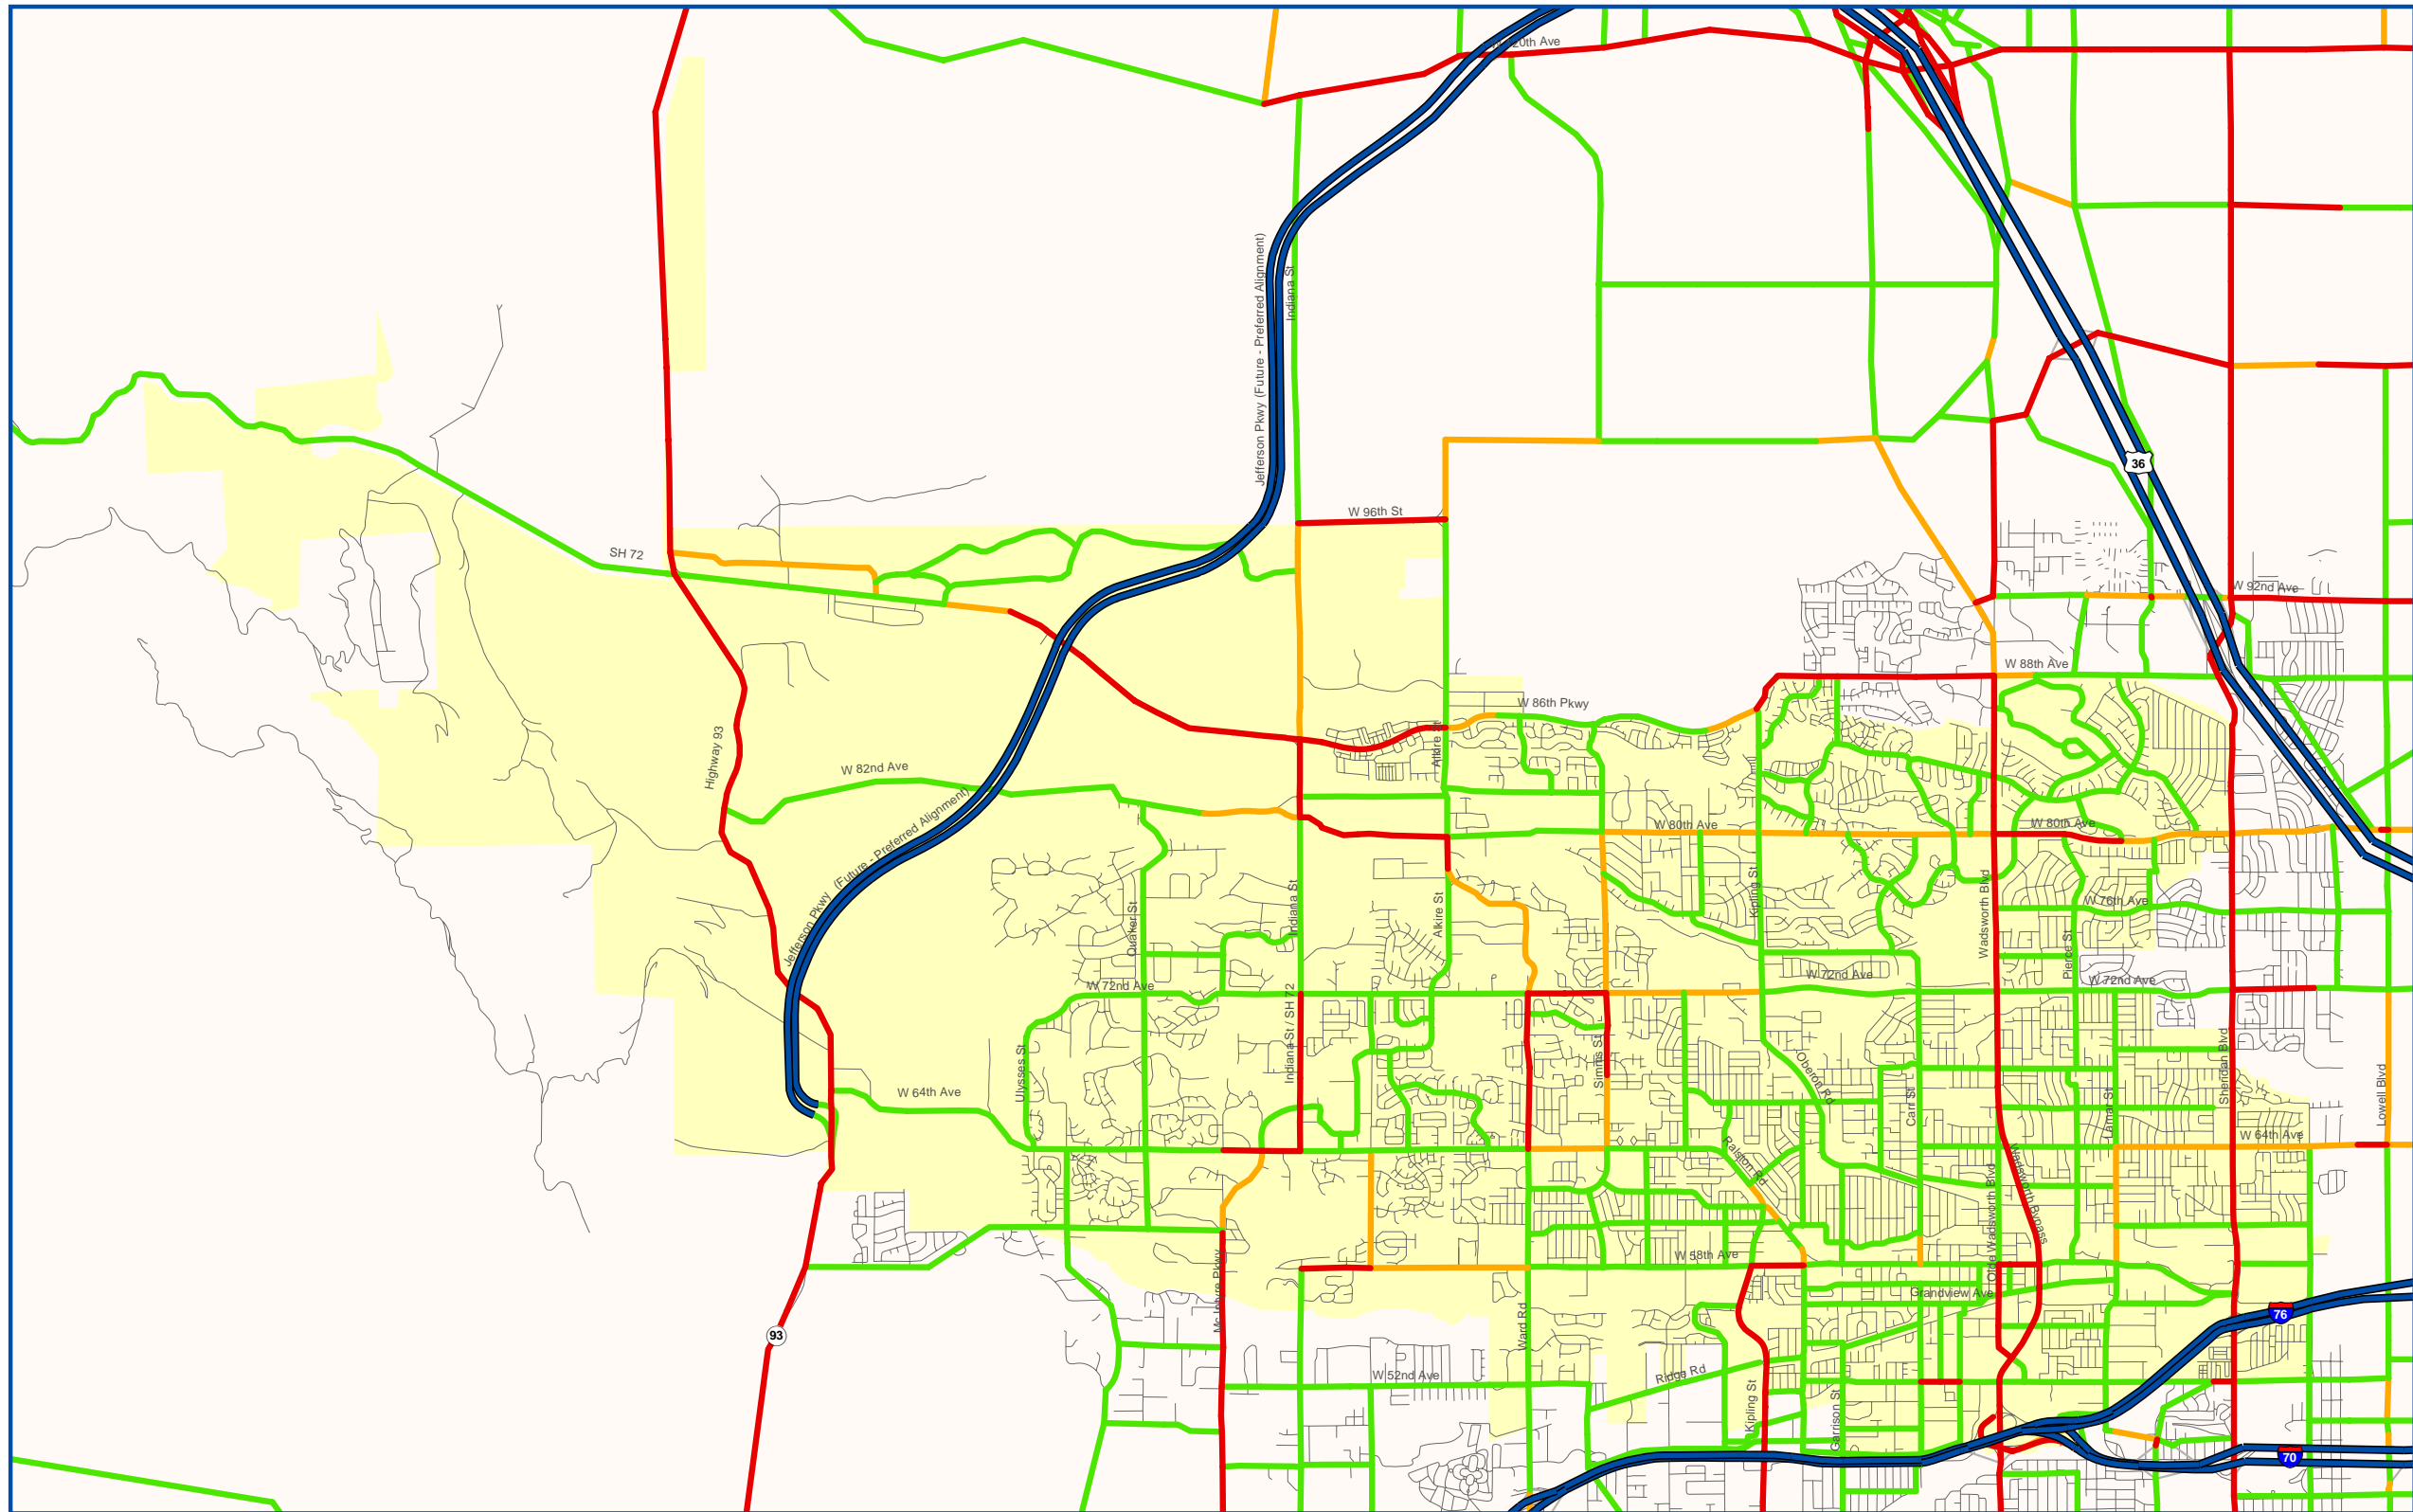 Jefferson Pkwy (Future - Preferred Alignment)
Indiana St
36
W 96th St
SH 72
W 92nd Ave
W 88th Ave
W 86th Pkwy
Alkire St
Highway 93
W 82nd Ave
W 80th Ave
W 80th Ave
Jefferson Pkwy (Future - Preferred Alignment)
Quaker St
Indiana St
Alkire St
Kipling St
Wadsworth Blvd
W 76th Ave
Pierce St
W 72nd Ave
W 72nd Ave
W 72nd Ave
Indiana St / SH 72
Ulysses St
Simms St
Oberon Rd
Carr St
Lamar St
Sheridan Blvd
Lowell Blvd
W 64th Ave
W 64th Ave
Ralston Rd
Olde Wadsworth Blvd
Wadsworth Bypass
W 58th Ave
McIntyre Pkwy
Grandview Ave
Ward Rd
76
93
W 52nd Ave
Ridge Rd
Kipling St
Garrison St
70